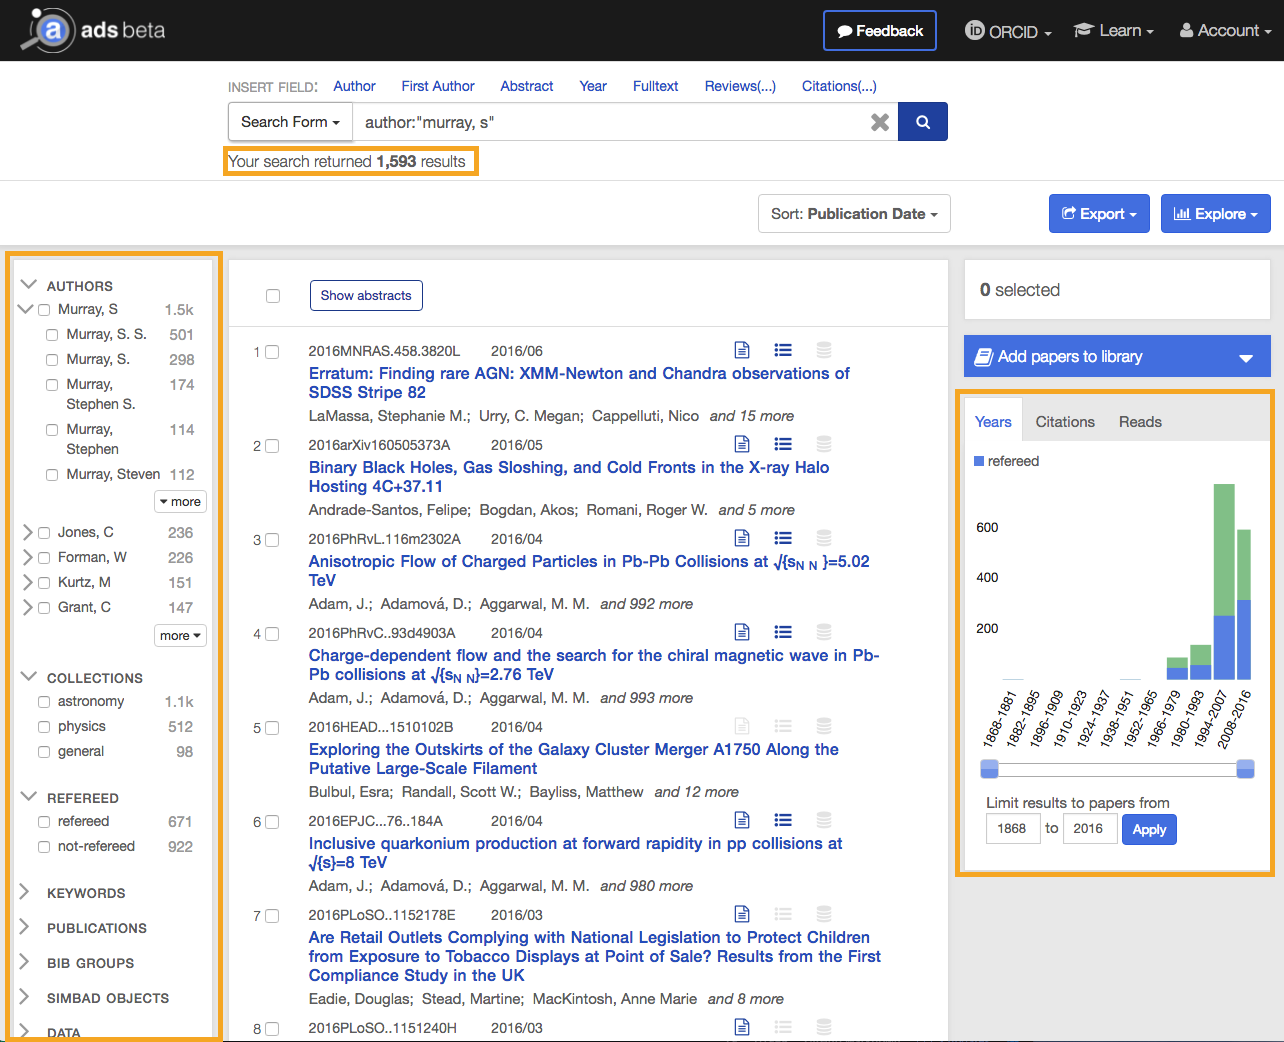 ads beta
Feedback
ORCID
Learn
Account
INSERT FIELD: Author First Author Abstract Year Fulltext Reviews(...) Citations(...)
Search Form author:"murray, s"
Your search returned 1,593 results
Sort: Publication Date
Export
Explore
AUTHORS
Murray, S 1.5k
Murray, S. S. 501
Murray, S. 298
Murray, 174
Stephen S.
Murray, 114
Stephen
Murray, Steven 112
more
Jones, C 236
Forman, W 226
Kurtz, M 151
Grant, C 147
more
COLLECTIONS
astronomy 1.1k
physics 512
general 98
REFEREED
refereed 671
not-refereed 922
KEYWORDS
PUBLICATIONS
BIB GROUPS
SIMBAD OBJECTS
DATA
Show abstracts
1 2016MNRAS.458.3820L 2016/06
Erratum: Finding rare AGN: XMM-Newton and Chandra observations of
SDSS Stripe 82
LaMassa, Stephanie M.; Urry, C. Megan; Cappelluti, Nico and 15 more
2 2016arXiv160505373A 2016/05
Binary Black Holes, Gas Sloshing, and Cold Fronts in the X-ray Halo
Hosting 4C+37.11
Andrade-Santos, Felipe; Bogdan, Akos; Romani, Roger W. and 5 more
3 2016PhRvL.116m2302A 2016/04
Anisotropic Flow of Charged Particles in Pb-Pb Collisions at √{sN N }=5.02
TeV
Adam, J.; Adamová, D.; Aggarwal, M. M. and 992 more
4 2016PhRvC..93d4903A 2016/04
Charge-dependent flow and the search for the chiral magnetic wave in Pb-
Pb collisions at √{sN N}=2.76 TeV
Adam, J.; Adamová, D.; Aggarwal, M. M. and 993 more
5 2016HEAD...1510102B 2016/04
Exploring the Outskirts of the Galaxy Cluster Merger A1750 Along the
Putative Large-Scale Filament
Bulbul, Esra; Randall, Scott W.; Bayliss, Matthew and 12 more
6 2016EPJC...76..184A 2016/04
Inclusive quarkonium production at forward rapidity in pp collisions at
√{s}=8 TeV
Adam, J.; Adamová, D.; Aggarwal, M. M. and 980 more
7 2016PLoSO..1152178E 2016/03
Are Retail Outlets Complying with National Legislation to Protect Children
from Exposure to Tobacco Displays at Point of Sale? Results from the First
Compliance Study in the UK
Eadie, Douglas; Stead, Martine; MacKintosh, Anne Marie and 8 more
8 2016PLoSO..1151240H 2016/03
0 selected
Add papers to library
Years Citations Reads
refereed
600
400
200
1868-1881
1882-1895
1896-1909
1910-1923
1924-1937
1938-1951
1952-1965
1966-1979
1980-1993
1994-2007
2008-2016
Limit results to papers from
1868 to 2016 Apply